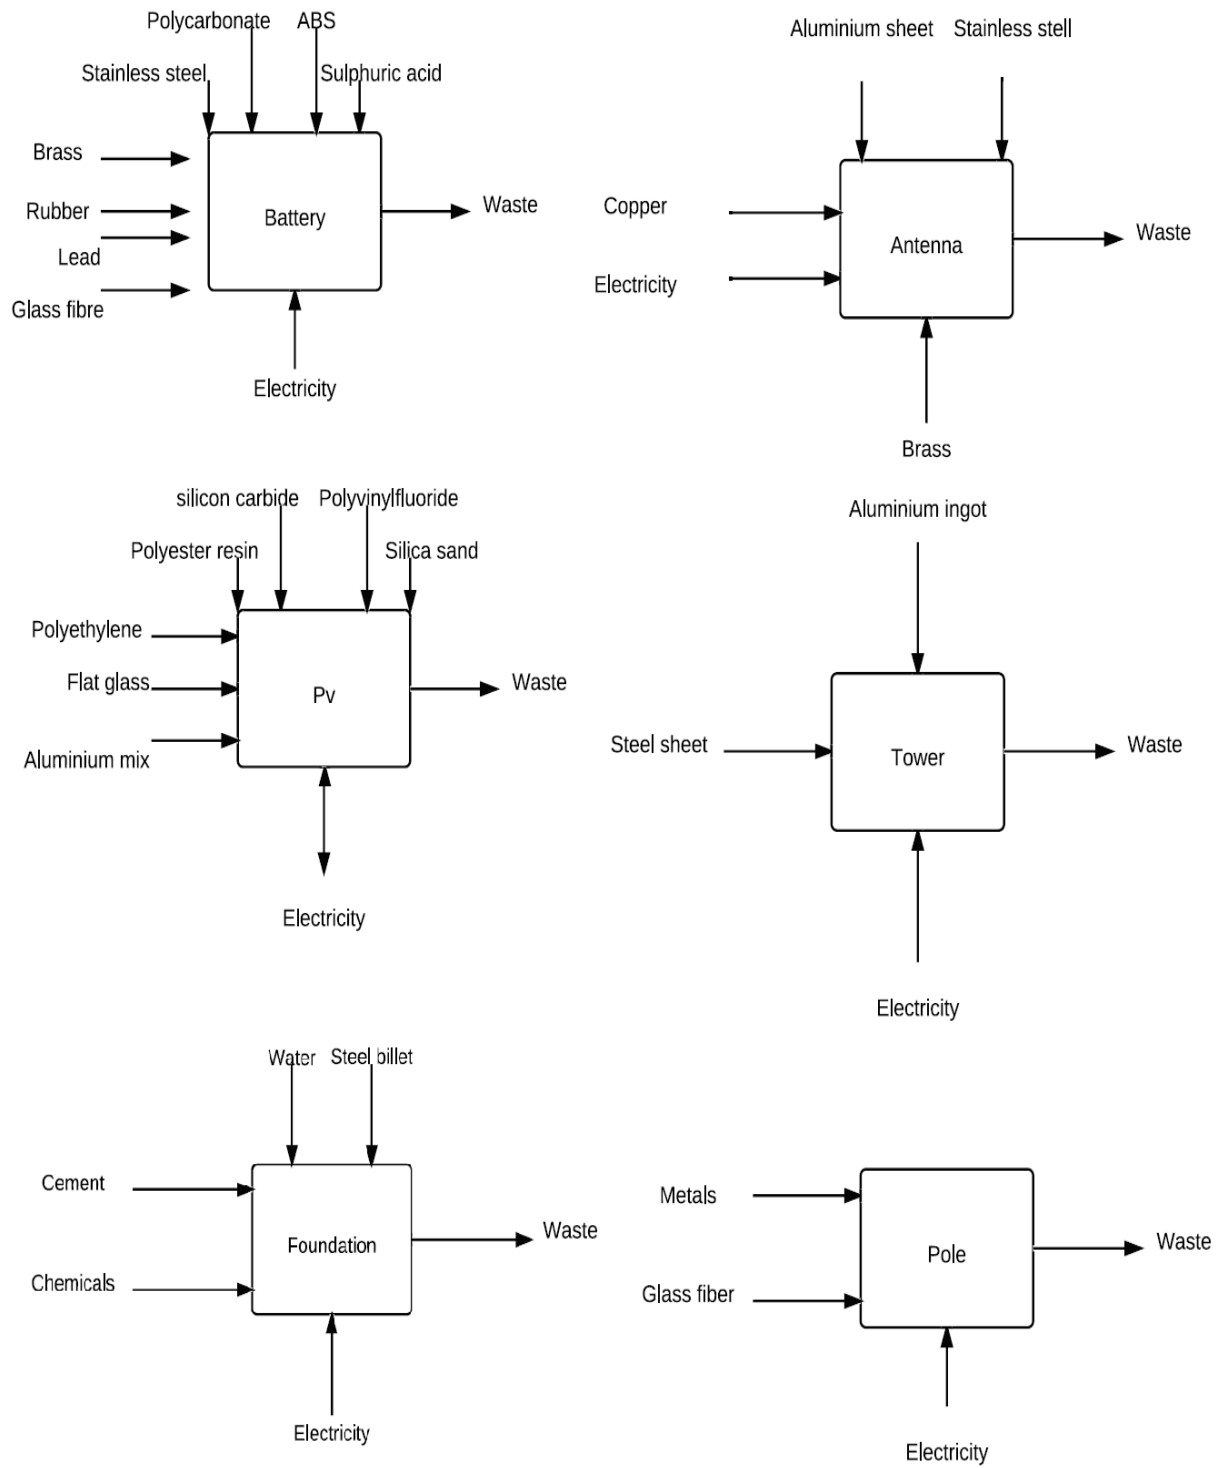 Polycarbonate ABS
Stainless steel Sulphuric acid
Brass
Rubber
Lead
Glass fibre
Battery
Waste
Electricity
Aluminium sheet Stainless stell
Copper
Electricity
Antenna
Waste
Brass
silicon carbide Polyvinylfluoride
Polyester resin Silica sand
Polyethylene
Flat glass
Aluminium mix
Pv
Waste
Electricity
Aluminium ingot
Steel sheet
Tower
Waste
Electricity
Water Steel billet
Cement
Chemicals
Foundation
Waste
Electricity
Metals
Glass fiber
Pole
Waste
Electricity